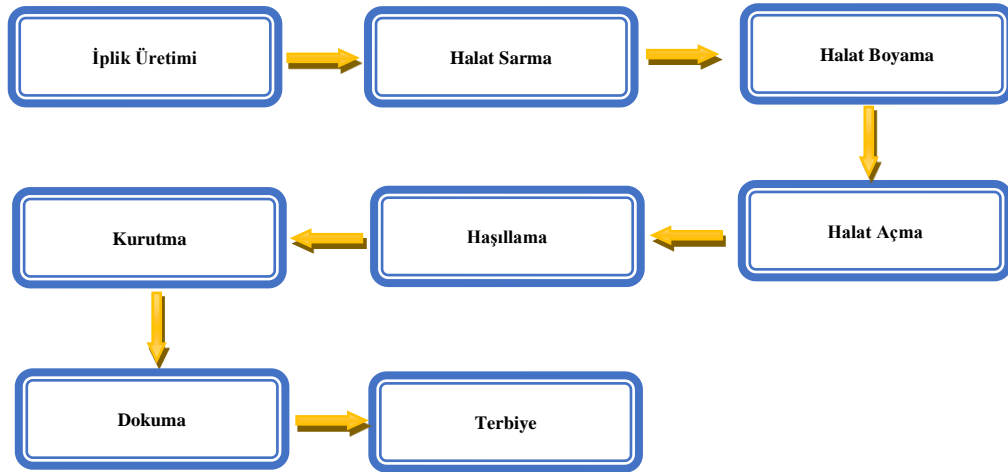 İplik Üretimi
Halat Sarma
Halat Boyama
Halat Açma
Haşıllama
Kurutma
Dokuma
Terbiye